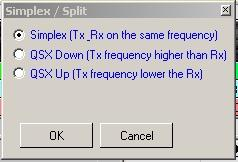 Simplex / Split
Simplex (Tx_Rx on the same frequency)
QSX Down (Tx frequency higher than Rx)
QSX Up (Tx frequency lower the Rx)
OK
Cancel